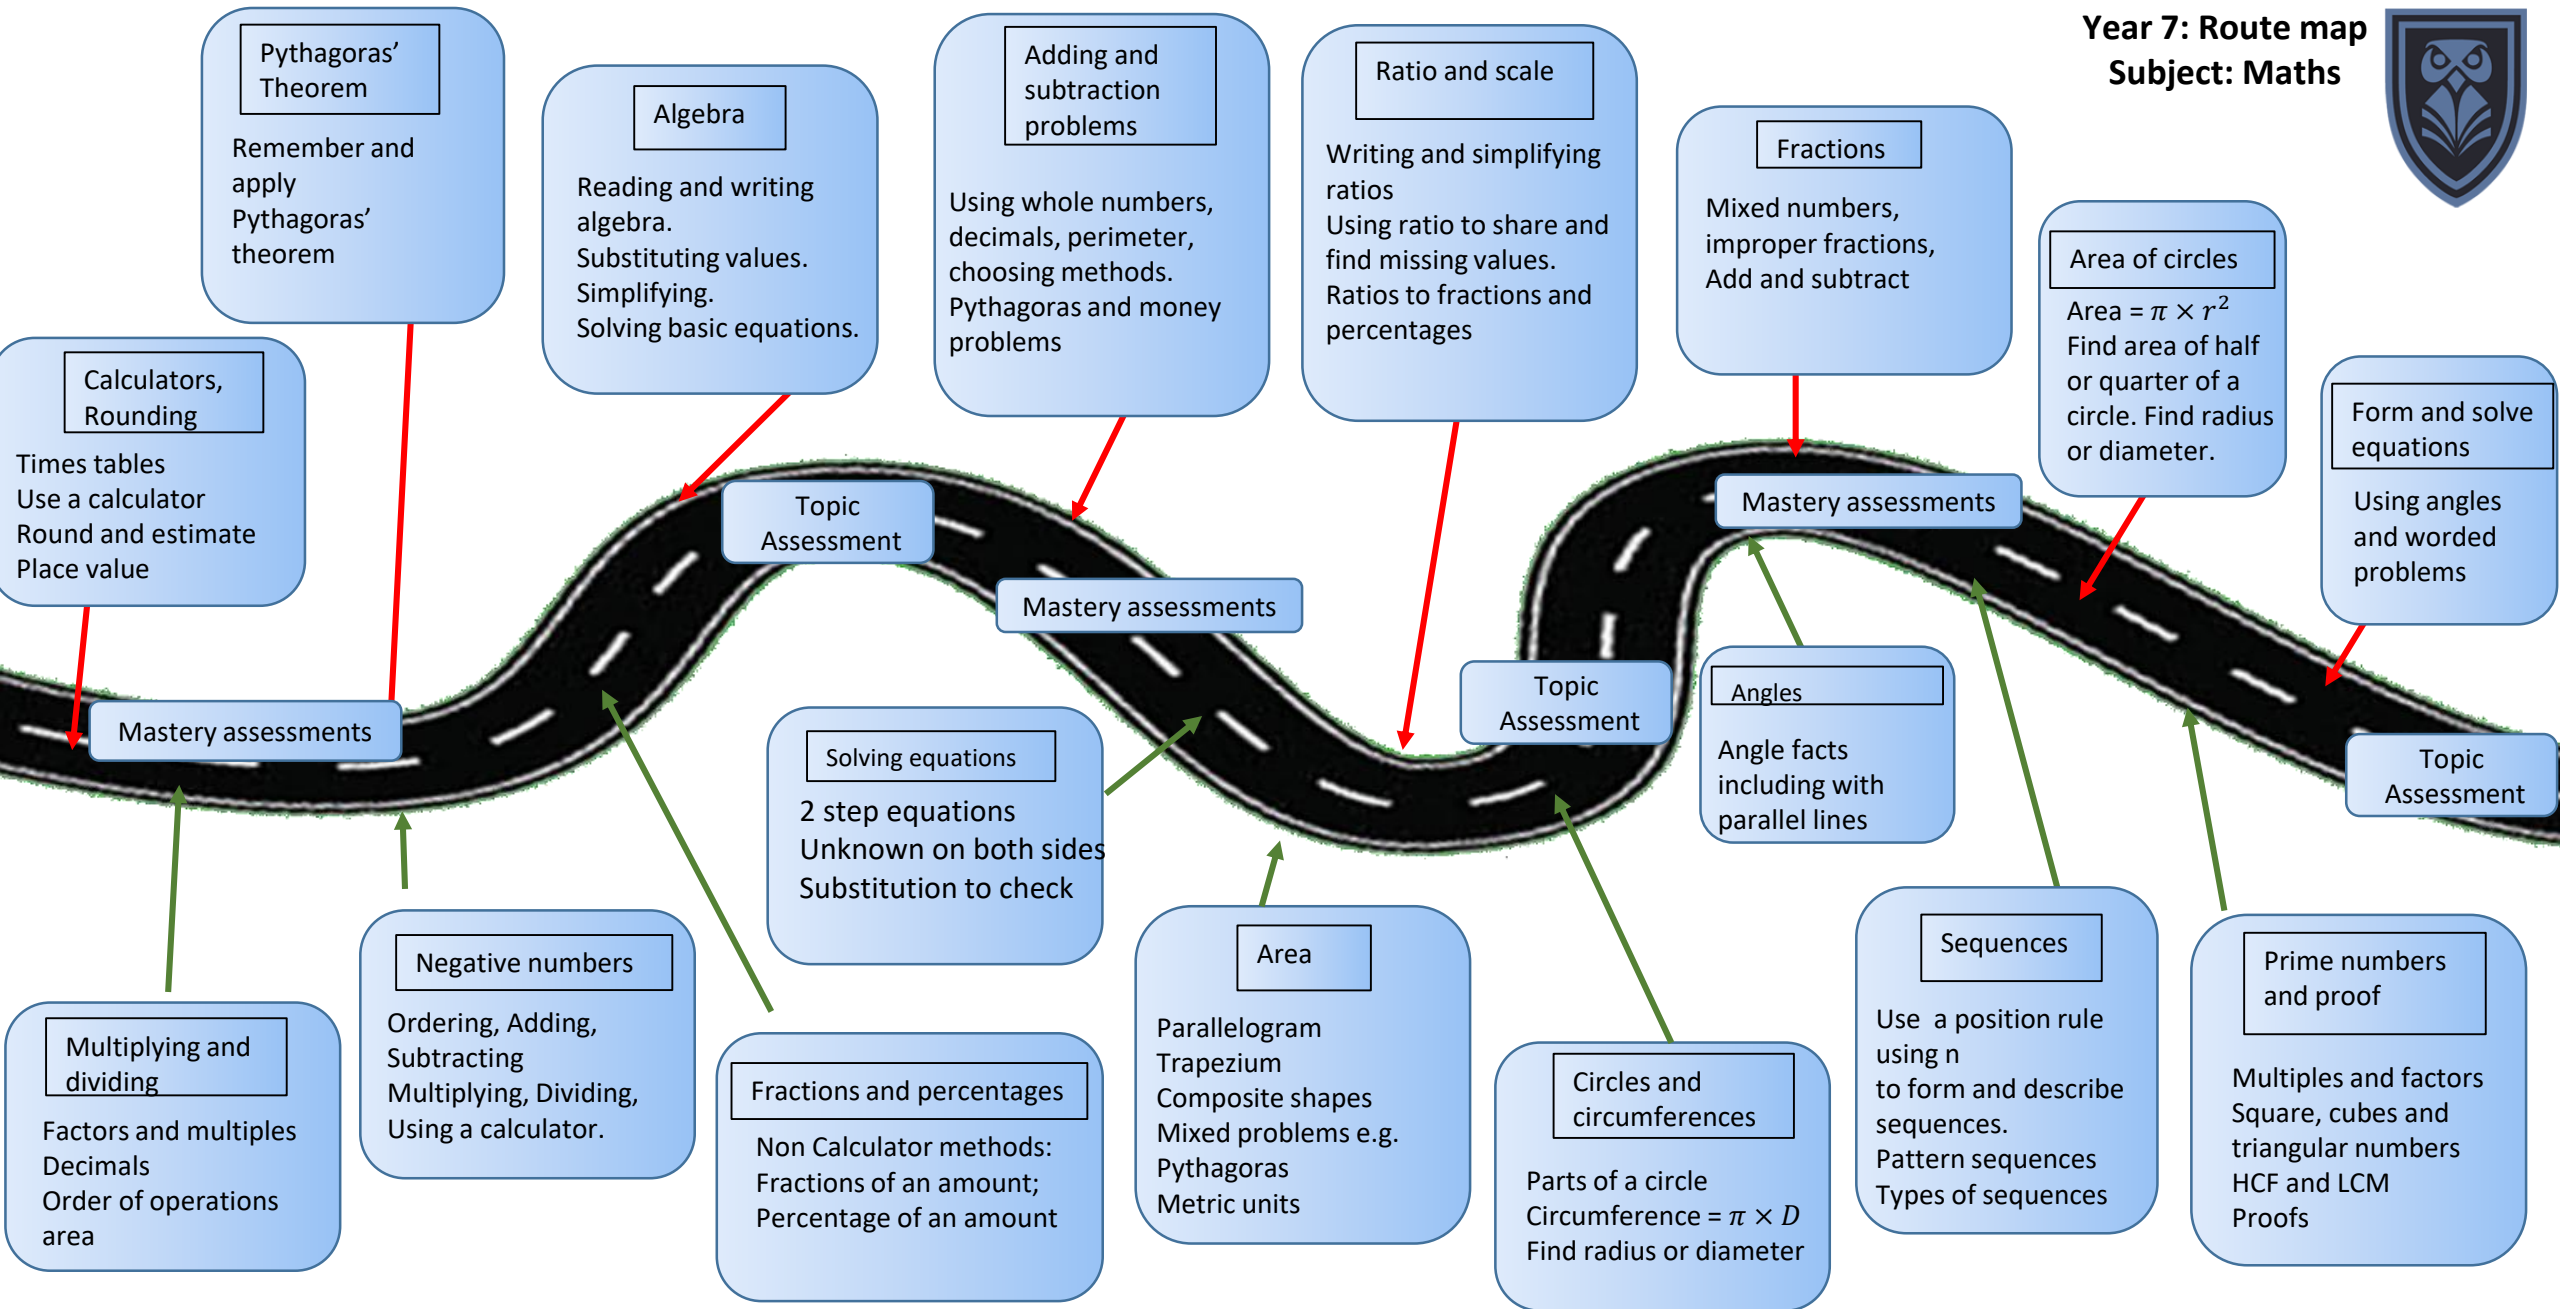 Year 7: Route map
Subject: Maths
Pythagoras’
Theorem
Remember and
apply
Pythagoras’
theorem
Algebra
Reading and writing
algebra.
Substituting values.
Simplifying.
Solving basic equations.
Adding and
subtraction
problems
Using whole numbers,
decimals, perimeter,
choosing methods.
Pythagoras and money
problems
Ratio and scale
Writing and simplifying
ratios
Using ratio to share and
find missing values.
Ratios to fractions and
percentages
Fractions
Mixed numbers,
improper fractions,
Add and subtract
Area of circles
Area = π × r²
Find area of half
or quarter of a
circle. Find radius
or diameter.
Form and solve
equations
Using angles
and worded
problems
Calculators,
Rounding
Times tables
Use a calculator
Round and estimate
Place value
Mastery assessments
Topic
Assessment
Mastery assessments
Topic
Assessment
Mastery assessments
Topic
Assessment
Multiplying and
dividing
Factors and multiples
Decimals
Order of operations
area
Negative numbers
Ordering, Adding,
Subtracting
Multiplying, Dividing,
Using a calculator.
Fractions and percentages
Non Calculator methods:
Fractions of an amount;
Percentage of an amount
Solving equations
2 step equations
Unknown on both sides
Substitution to check
Area
Parallelogram
Trapezium
Composite shapes
Mixed problems e.g.
Pythagoras
Metric units
Circles and
circumferences
Parts of a circle
Circumference = π × D
Find radius or diameter
Angles
Angle facts
including with
parallel lines
Sequences
Use  a position rule
using n
to form and describe
sequences.
Pattern sequences
Types of sequences
Prime numbers
and proof
Multiples and factors
Square, cubes and
triangular numbers
HCF and LCM
Proofs